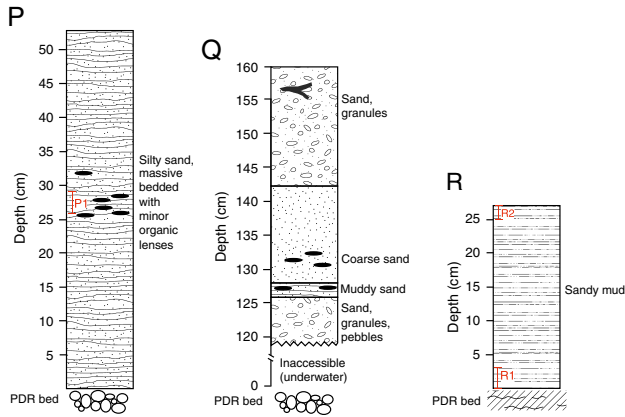 P
50
45
40
35
30
25
20
15
10
5
Depth (cm)
P1
Silty sand,
massive
bedded
with
minor
organic
lenses
PDR bed
Q
160
155
150
145
140
135
130
125
120
0
Depth (cm)
Sand,
granules
Coarse sand
Muddy sand
Sand,
granules,
pebbles
Inaccessible
(underwater)
PDR bed
R
25
20
15
10
5
Depth (cm)
R2
R1
Sandy mud
PDR bed